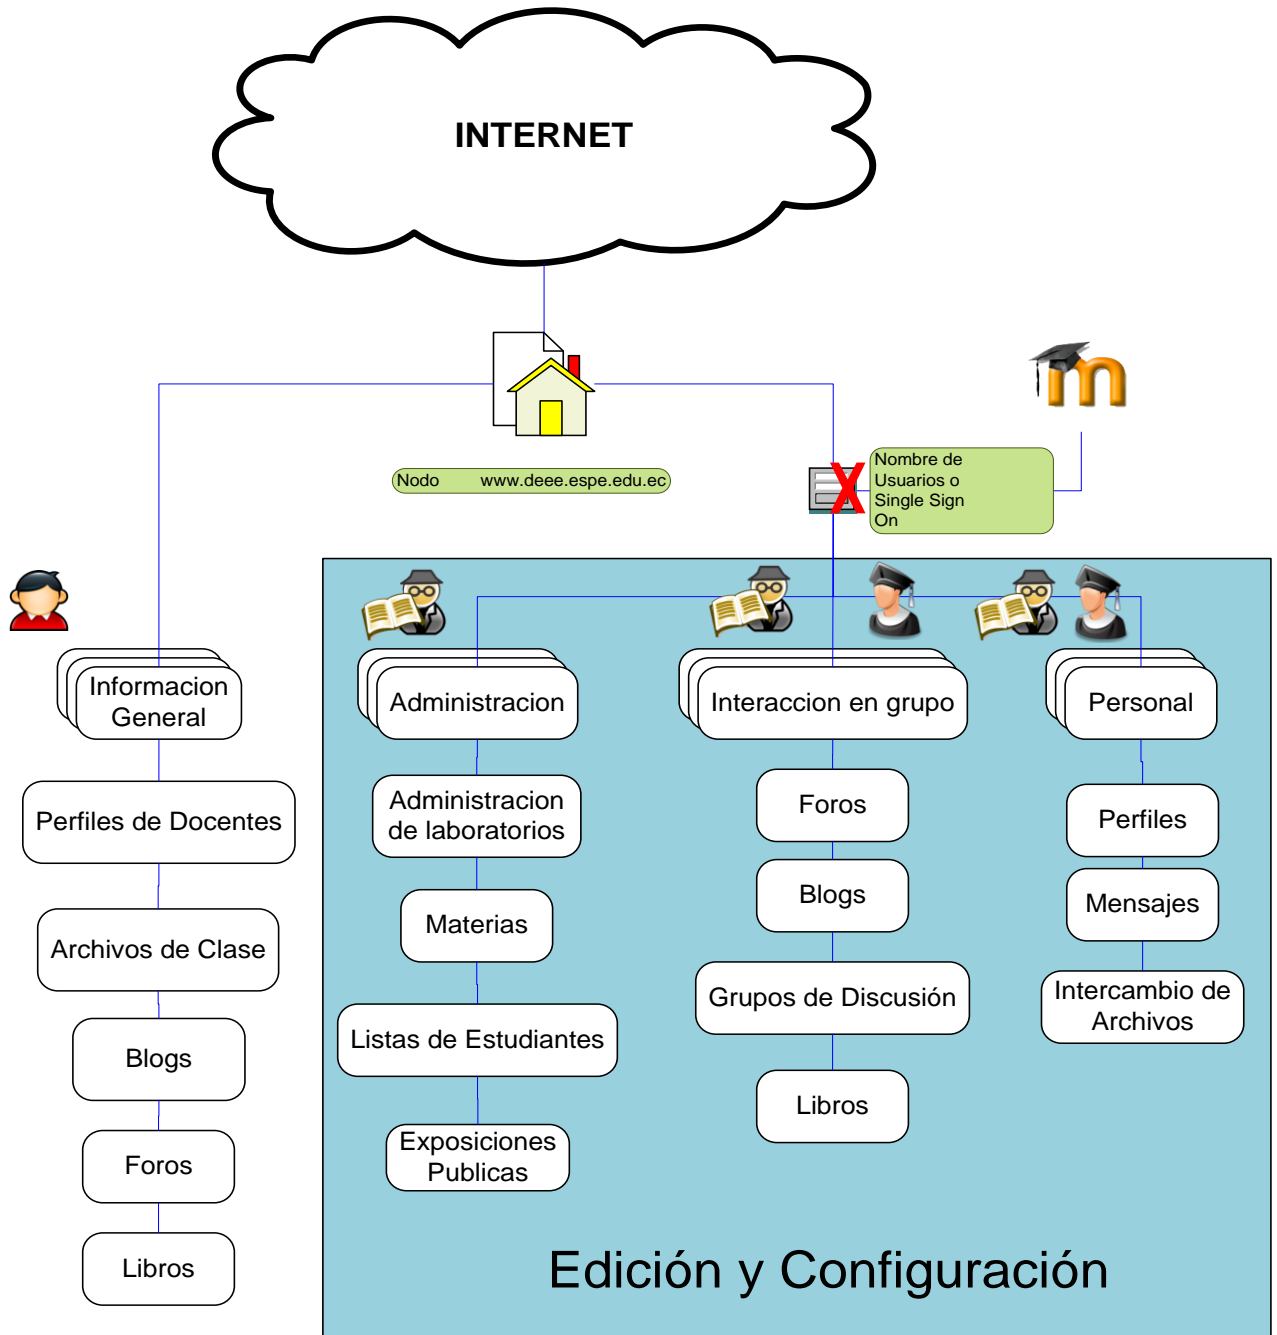 INTERNET
m
Nodo www.deee.espe.edu.ec
X
Nombre de
Usuarios o
Single Sign
On
Informacion
General
Perfiles de Docentes
Archivos de Clase
Blogs
Foros
Libros
Administracion
Administracion
de laboratorios
Materias
Listas de Estudiantes
Exposiciones
Publicas
Interaccion en grupo
Foros
Blogs
Grupos de Discusión
Libros
Personal
Perfiles
Mensajes
Intercambio de
Archivos
Edición y Configuración